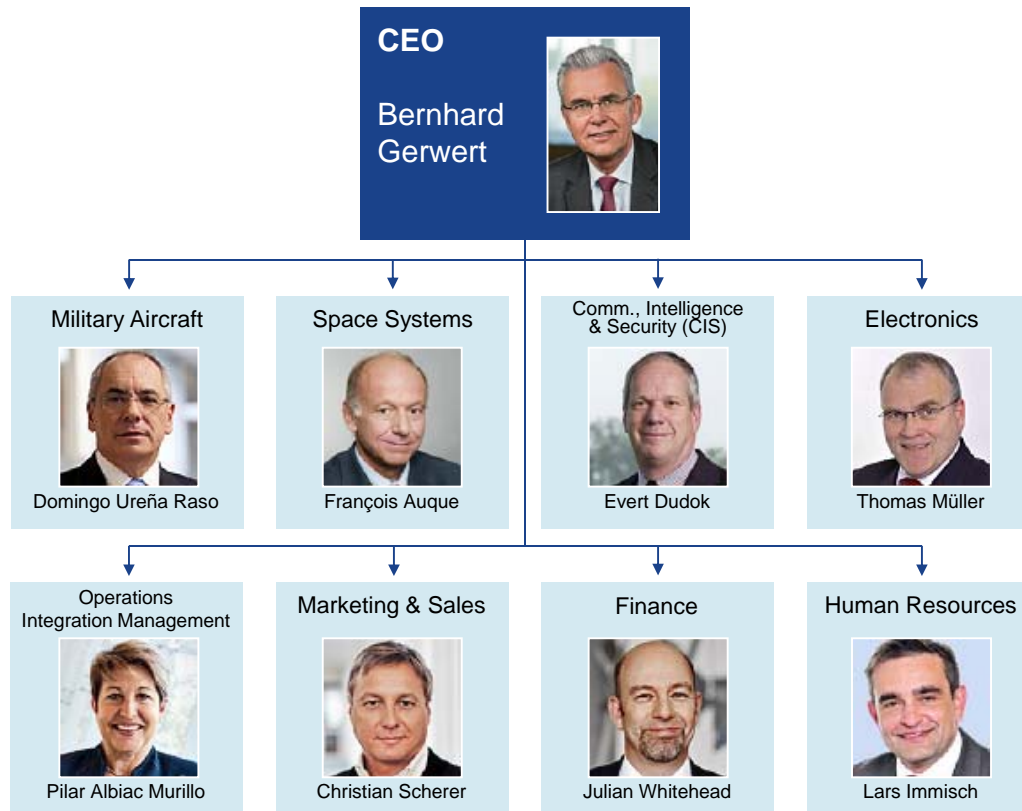 CEO
Bernhard
Gerwert
Military Aircraft
Domingo Ureña Raso
Space Systems
François Auque
Comm., Intelligence
& Security (CIS)
Evert Dudok
Electronics
Thomas Müller
Operations
Integration Management
Pilar Albiac Murillo
Marketing & Sales
Christian Scherer
Finance
Julian Whitehead
Human Resources
Lars Immisch